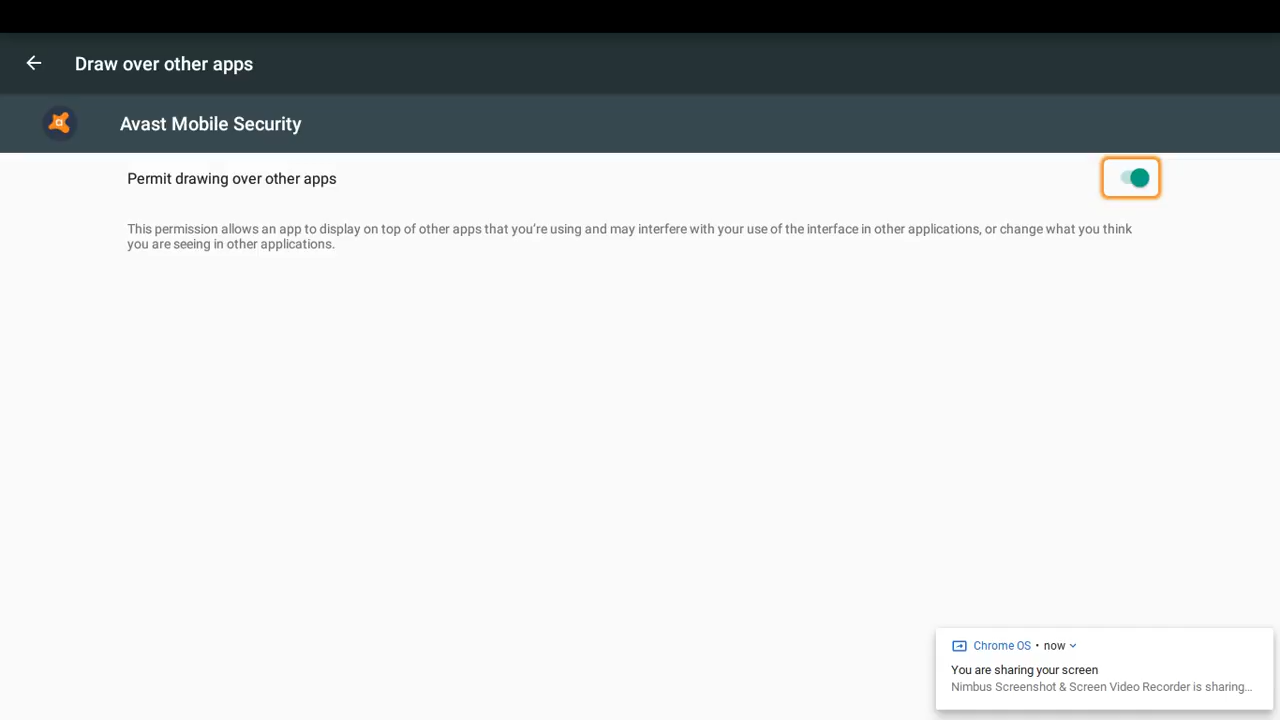 Draw over other apps
Avast Mobile Security
Permit drawing over other apps
This permission allows an app to display on top of other apps that you’re using and may interfere with your use of the interface in other applications, or change what you think
you are seeing in other applications.
Chrome OS • now
You are sharing your screen
Nimbus Screenshot & Screen Video Recorder is sharing...